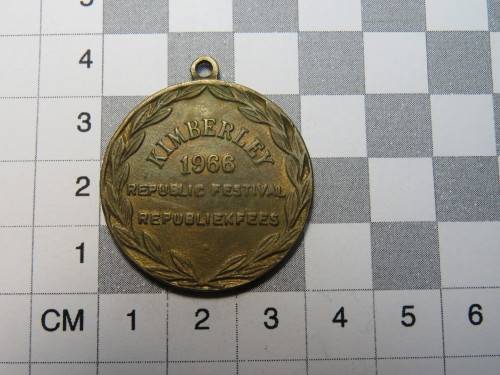 5
4
KIMBERLEY
3
1966
2
REPUBLIC FESTIVAL
REPUBLIEKFEES
1
CM 1 2 3 4 5 6